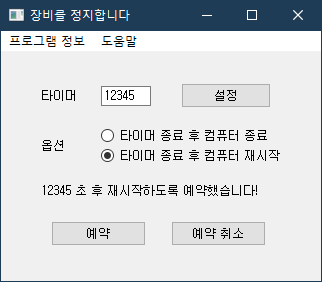 장비를 정지합니다
프로그램 정보 도움말
타이머 12345 설정
옵션
타이머 종료 후 컴퓨터 종료
타이머 종료 후 컴퓨터 재시작
12345 초 후 재시작하도록 예약했습니다!
예약 예약 취소